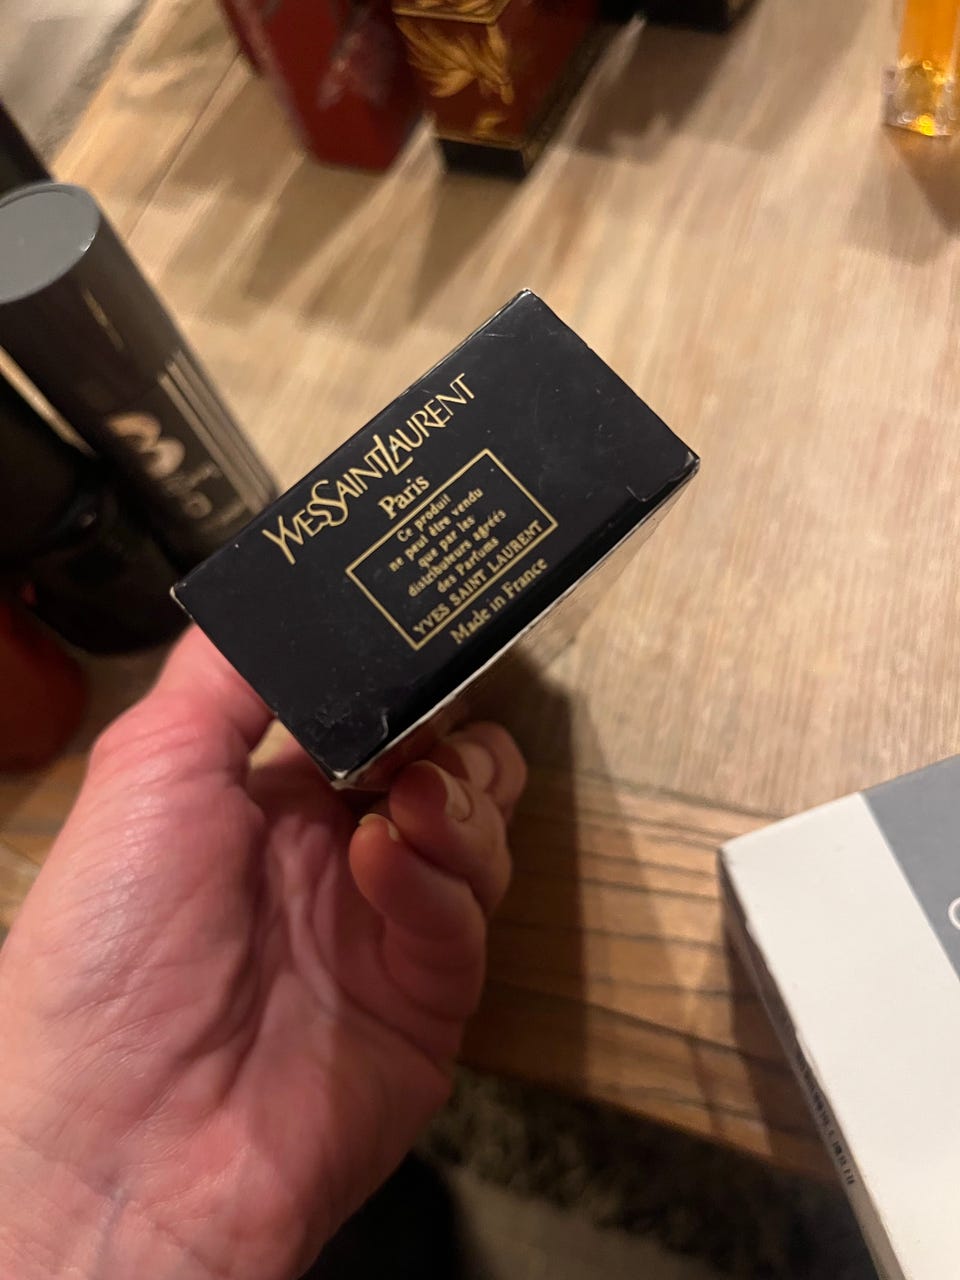 YVESSAINTLAURENT
Paris
Ce produit
ne peut être vendu
que par les
distributeurs agréés
des Parfums
YVES SAINT LAURENT
Made in France